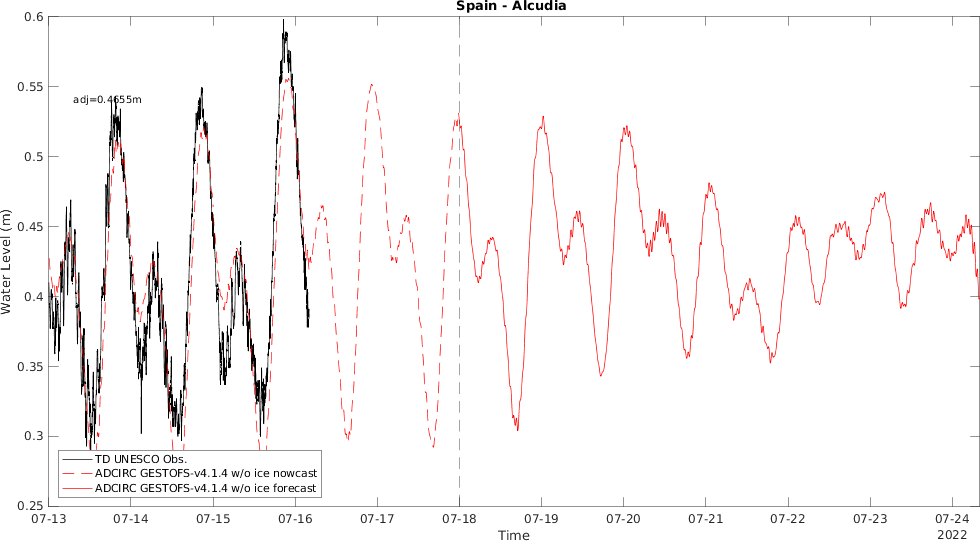 Spain - Alcudia
0.6
0.55
0.5
0.45
0.4
0.35
0.3
0.25
Water Level (m)
adj=0.4655m
TD UNESCO Obs.
ADCIRC GESTOFS-v4.1.4 w/o ice nowcast
ADCIRC GESTOFS-v4.1.4 w/o ice forecast
07-13 07-14 07-15 07-16 07-17 07-18 07-19 07-20 07-21 07-22 07-23 07-24
Time
2022